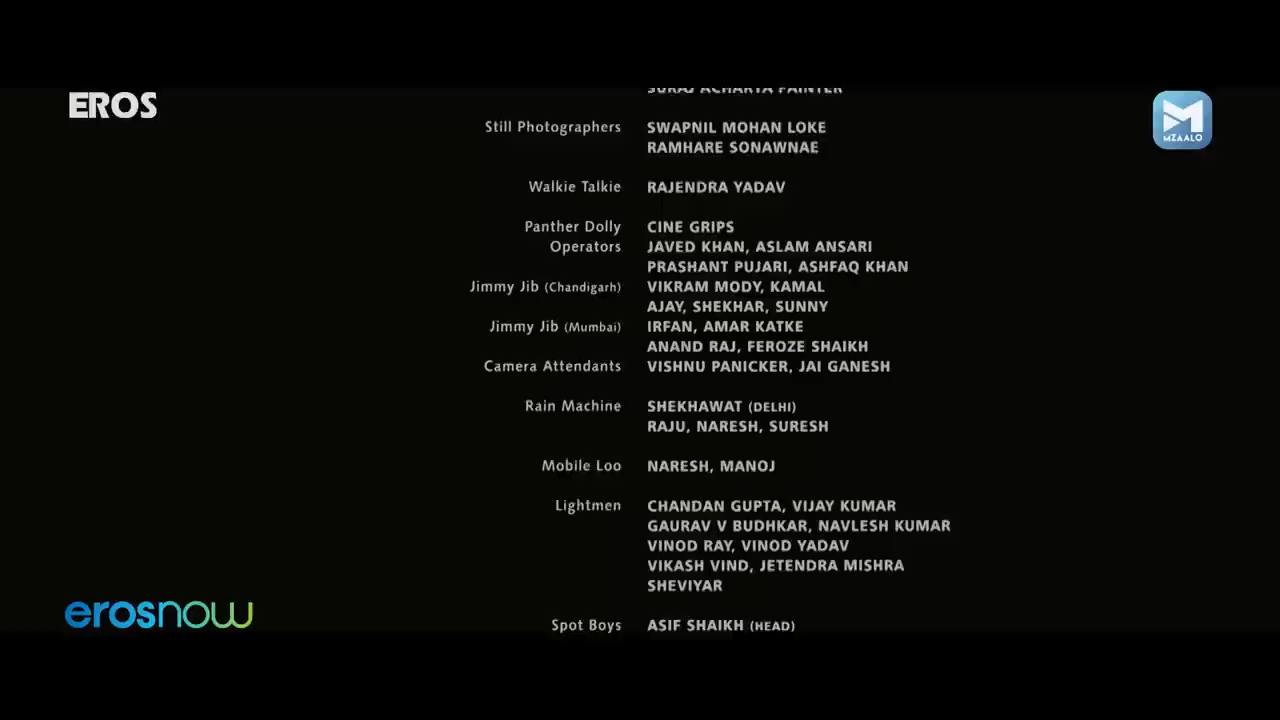 SURAJ ACHARYA PAINTER
EROS
MZAALO
Still Photographers SWAPNIL MOHAN LOKE
RAMHARE SONAWNAE
Walkie Talkie RAJENDRA YADAV
Panther Dolly CINE GRIPS
Operators JAVED KHAN, ASLAM ANSARI
PRASHANT PUJARI, ASHFAQ KHAN
Jimmy Jib (Chandigarh) VIKRAM MODY, KAMAL
AJAY, SHEKHAR, SUNNY
Jimmy Jib (Mumbai) IRFAN, AMAR KATKE
ANAND RAJ, FEROZE SHAIKH
Camera Attendants VISHNU PANICKER, JAI GANESH
Rain Machine SHEKHAWAT (DELHI)
RAJU, NARESH, SURESH
Mobile Loo NARESH, MANOJ
Lightmen CHANDAN GUPTA, VIJAY KUMAR
GAURAV V BUDHKAR, NAVLESH KUMAR
VINOD RAY, VINOD YADAV
VIKASH VIND, JETENDRA MISHRA
SHEVIYAR
erosnow
Spot Boys ASIF SHAIKH (HEAD)